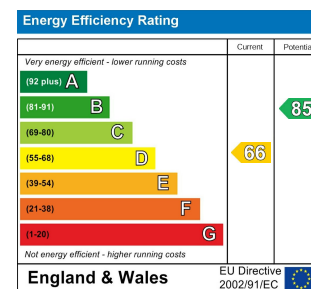 Energy Efficiency Rating
Current Potentia
Very energy efficient - lower running costs
(92 plus) A
(81-91) B
85
(69-80) C
(55-68) D
66
(39-54) E
(21-38) F
(1-20) G
Not energy efficient - higher running costs
England & Wales
EU Directive
2002/91/EC